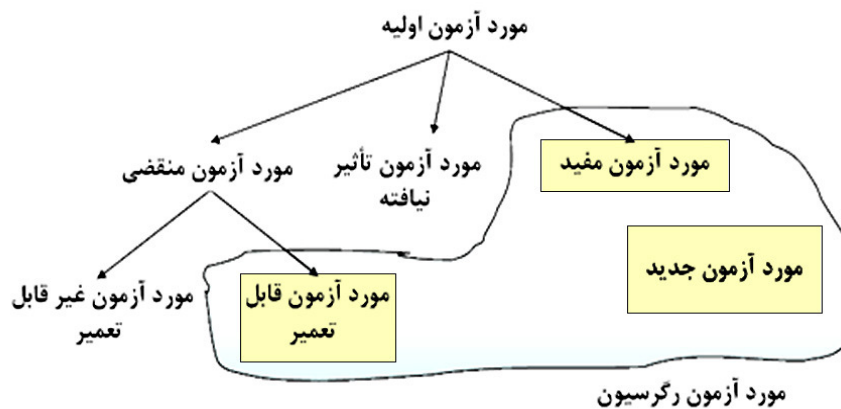 مورد آزمون اولیه
مورد آزمون مفید
مورد آزمون تأثیر
نیافته
مورد آزمون منقضی
مورد آزمون جدید
مورد آزمون قابل
تعمیر
مورد آزمون غیر قابل
تعمیر
مورد آزمون رگرسیون